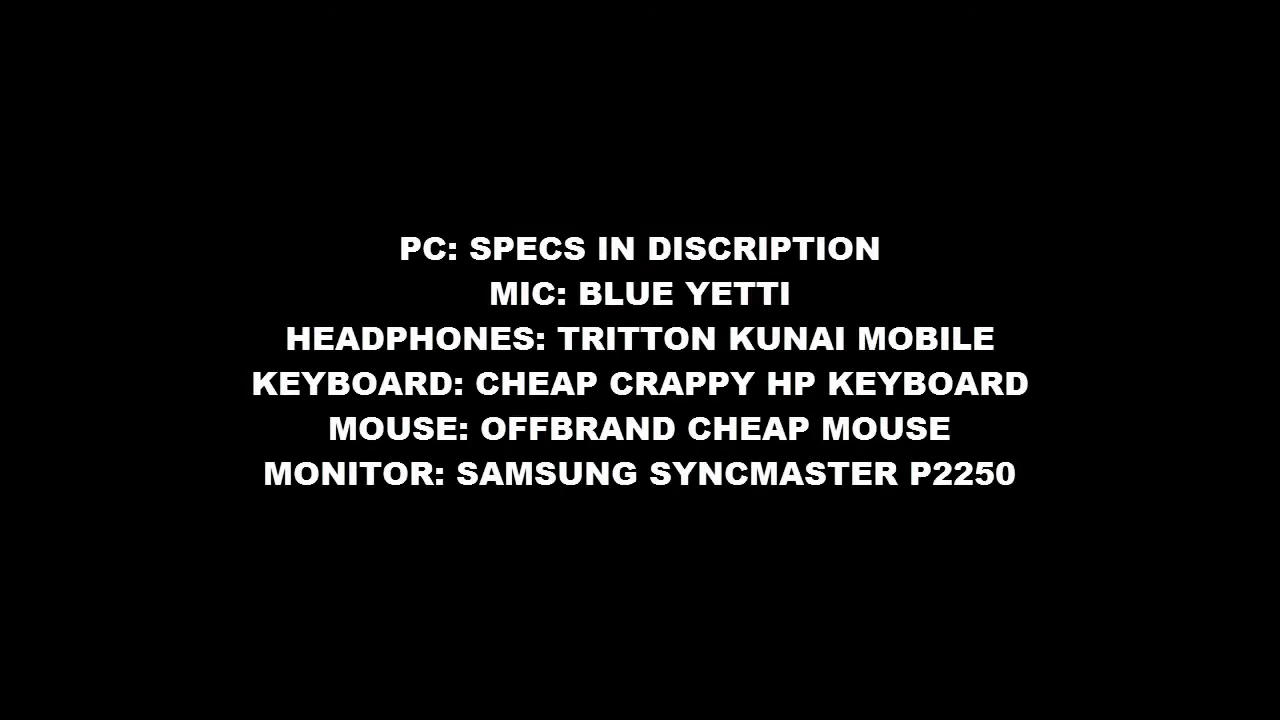 PC: SPECS IN DISCRIPTION
MIC: BLUE YETTI
HEADPHONES: TRITTON KUNAI MOBILE
KEYBOARD: CHEAP CRAPPY HP KEYBOARD
MOUSE: OFFBRAND CHEAP MOUSE
MONITOR: SAMSUNG SYNCMASTER P2250